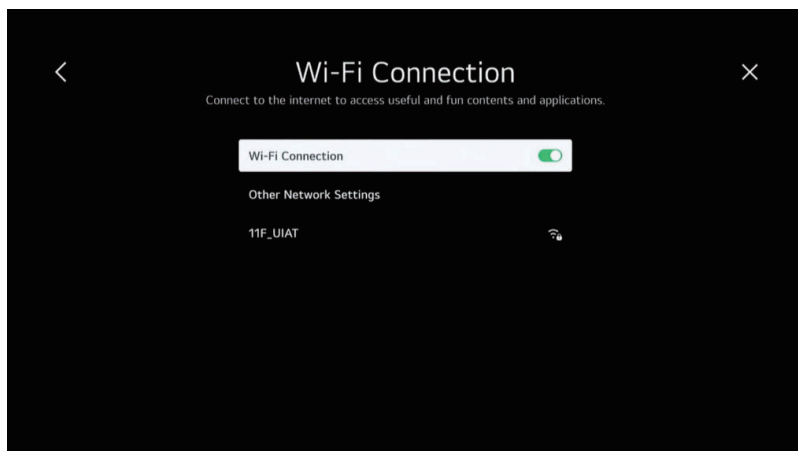 Wi-Fi Connection
Connect to the internet to access useful and fun contents and applications.
Wi-Fi Connection
Other Network Settings
11F_UIAT